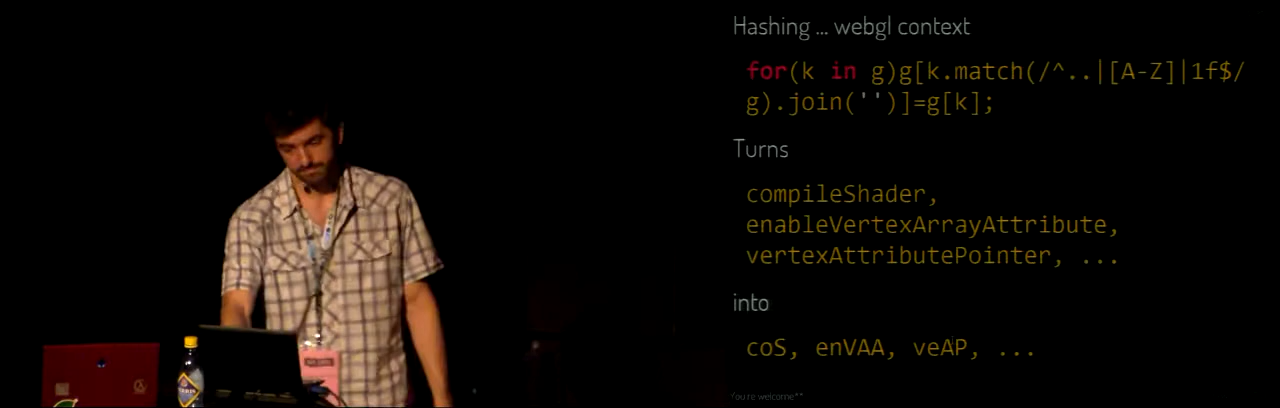 Hashing ... webgl context
for(k in g)g[k.match(/^..|[A-Z]|1f$/
g).join('')]=g[k];
Turns
compileShader,
enableVertexArrayAttribute,
vertexAttributePointer, ...
into
coS, enVAA, veAP, ...
You're welcome**